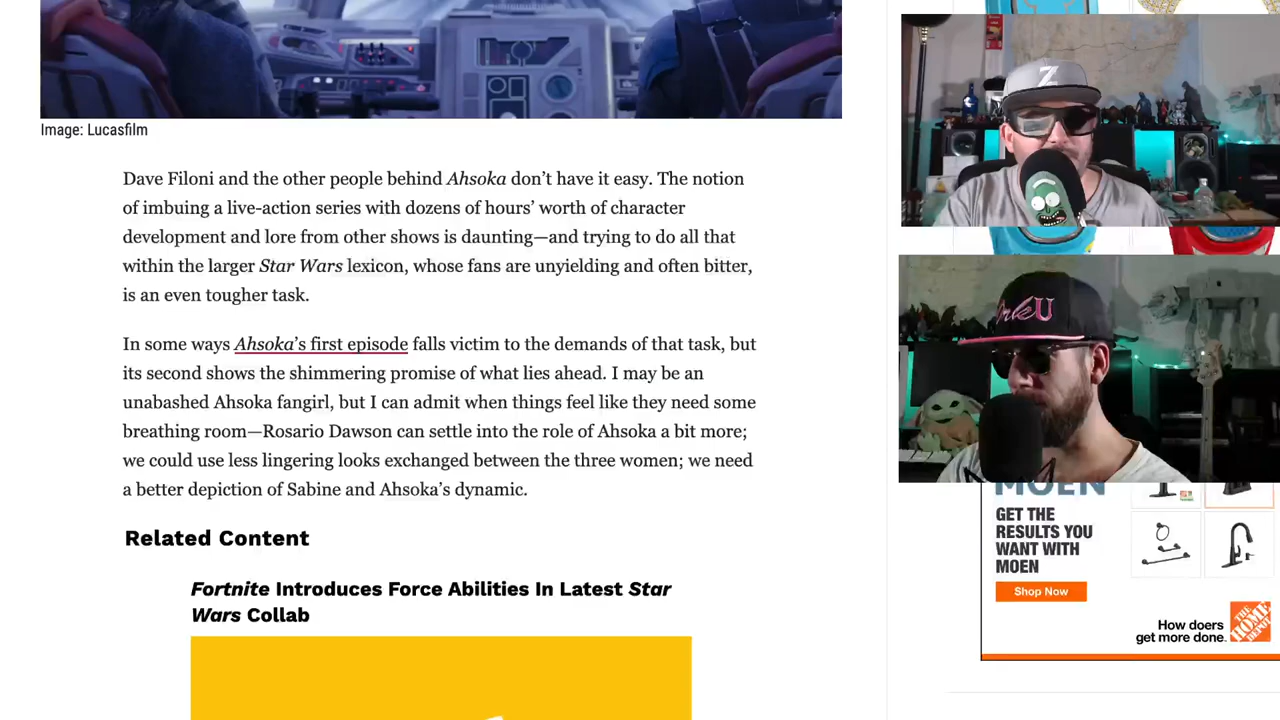 Image: Lucasfilm
Dave Filoni and the other people behind Ahsoka don’t have it easy. The notion
of imbuing a live-action series with dozens of hours’ worth of character
development and lore from other shows is daunting—and trying to do all that
within the larger Star Wars lexicon, whose fans are unyielding and often bitter,
is an even tougher task.
In some ways Ahsoka’s first episode falls victim to the demands of that task, but
its second shows the shimmering promise of what lies ahead. I may be an
unabashed Ahsoka fangirl, but I can admit when things feel like they need some
breathing room—Rosario Dawson can settle into the role of Ahsoka a bit more;
we could use less lingering looks exchanged between the three women; we need
a better depiction of Sabine and Ahsoka’s dynamic.
Related Content
Fortnite Introduces Force Abilities In Latest Star
Wars Collab
Z
MOEN
GET THE
RESULTS YOU
WANT WITH
MOEN
Shop Now
How doers
get more done.
THE
HOME
DEPOT